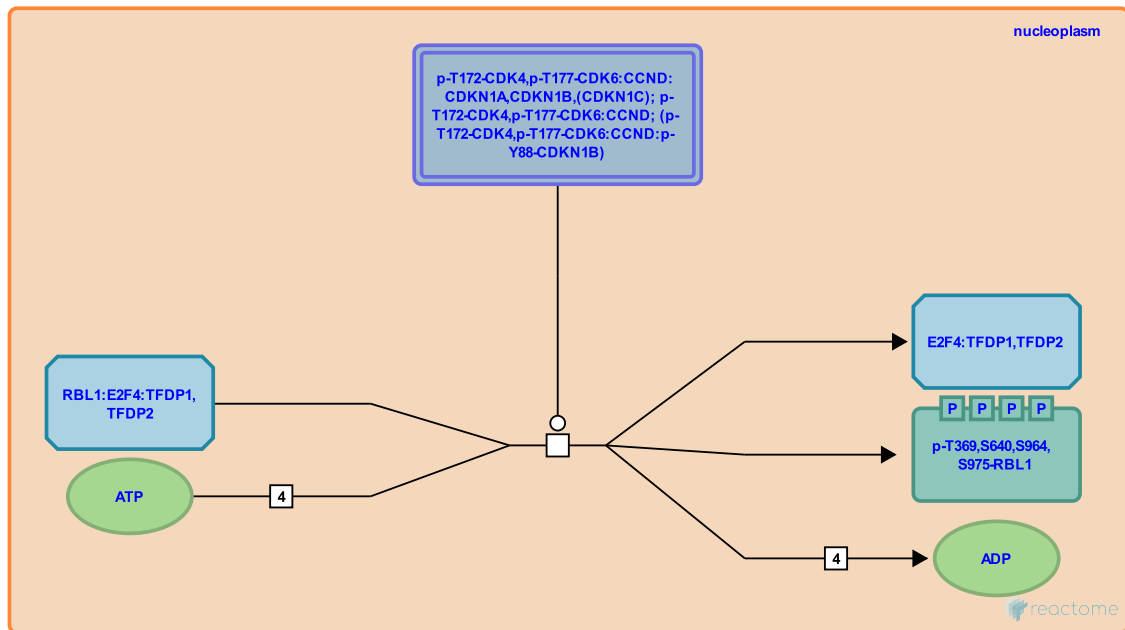 nucleoplasm
p-T172-CDK4,p-T177-CDK6:CCND:
CDKN1A,CDKN1B,(CDKN1C); p-
T172-CDK4,p-T177-CDK6:CCND; (p-
T172-CDK4,p-T177-CDK6:CCND:p-
Y88-CDKN1B)
E2F4:TFDP1,TFDP2
RBL1:E2F4:TFDP1,
TFDP2
P P P P
p-T369,S640,S964,
S975-RBL1
ATP
4
4
ADP
reactome